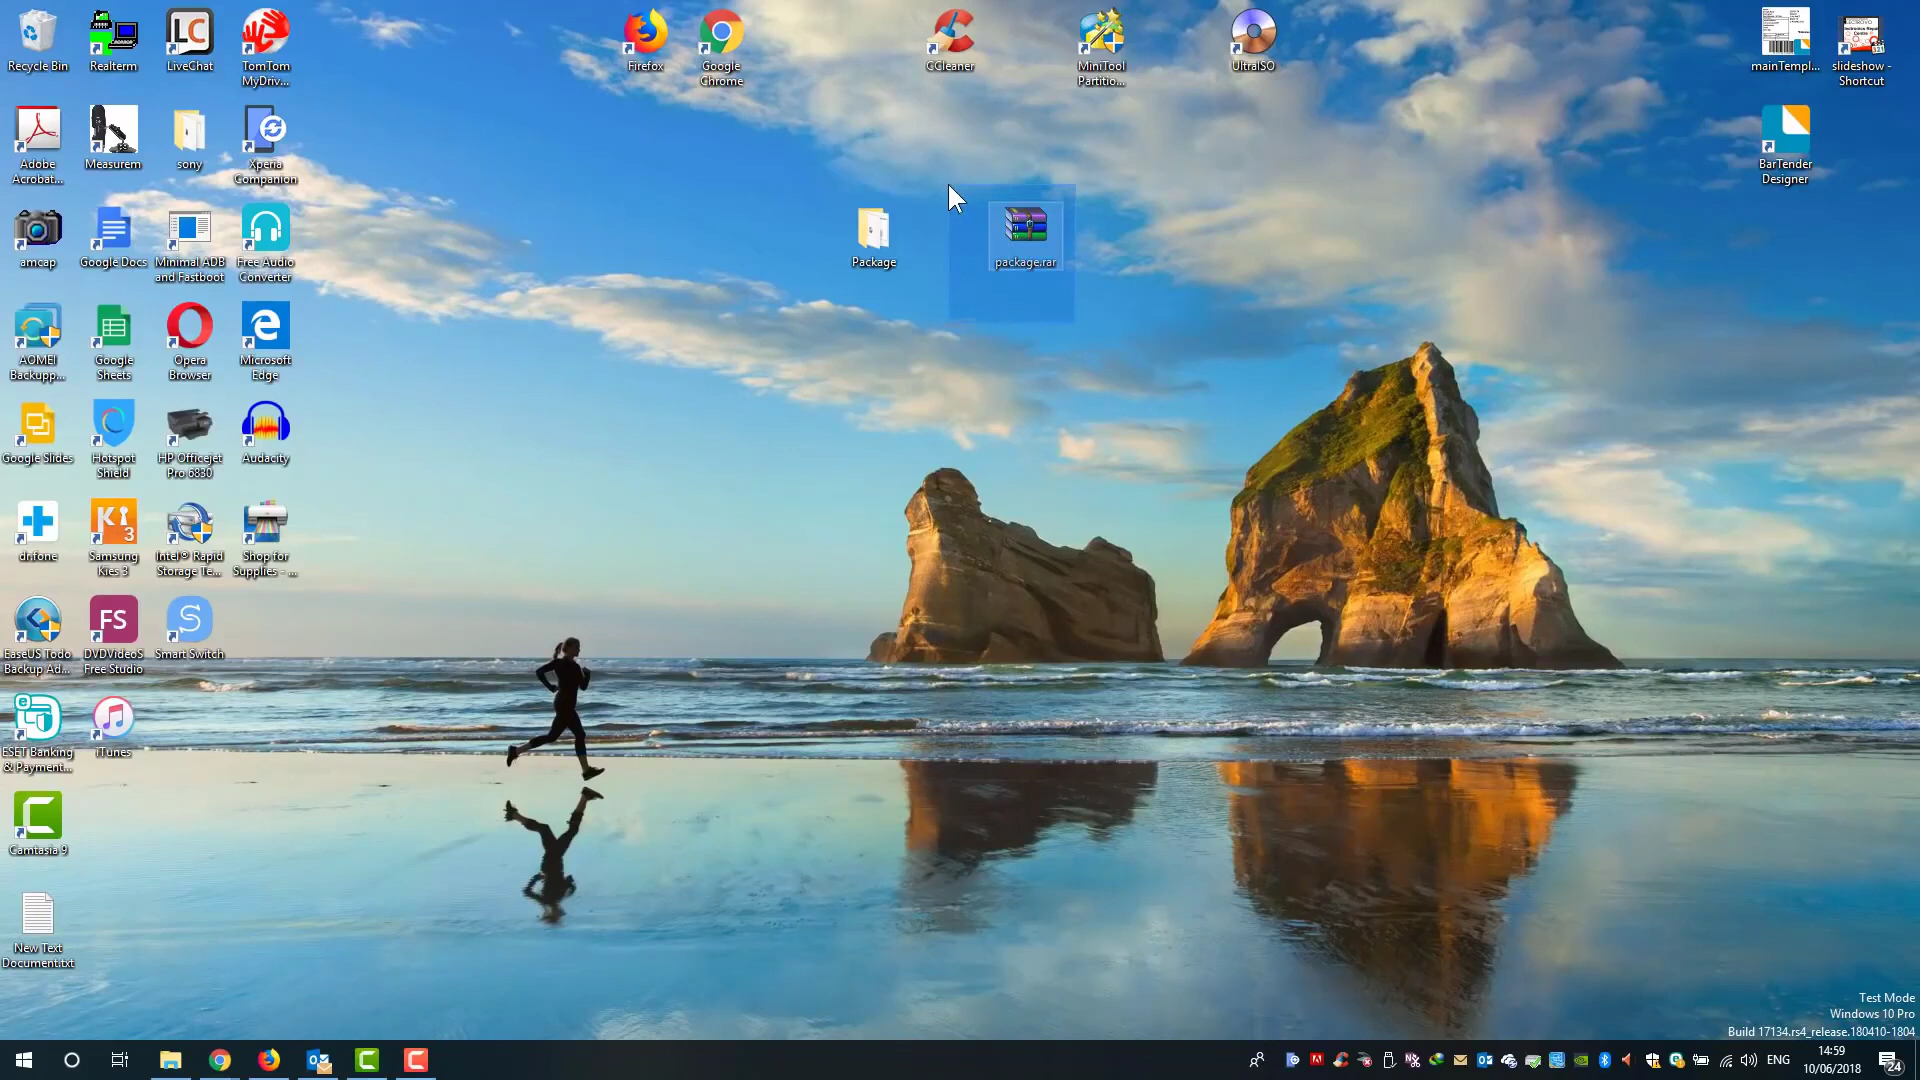 Recycle Bin
Realterm
LiveChat
TomTom
MyDriv...
Firefox
Google
Chrome
CCleaner
MiniTool
Partitio...
UltraISO
mainTempl...
slideshow -
Shortcut
Adobe
Acrobat...
Measurem
sony
Xperia
Companion
BarTender
Designer
amcap
Google Docs
Minimal ADB
and Fastboot
Free Audio
Converter
Package
package.rar
AOMEI
Backupp...
Google
Sheets
Opera
Browser
Microsoft
Edge
Google Slides
Hotspot
Shield
HP Officejet
Pro 6830
Audacity
dr.fone
Samsung
Kies 3
Intel® Rapid
Storage Te...
Shop for
Supplies - ...
FS
EaseUS Todo
Backup Ad...
DVDVideoS
Free Studio
Smart Switch
ESET Banking
& Payment...
iTunes
Camtasia 9
New Text
Document.txt
Test Mode
Windows 10 Pro
Build 17134.rs4_release.180410-1804
ENG
14:59
10/06/2018
24